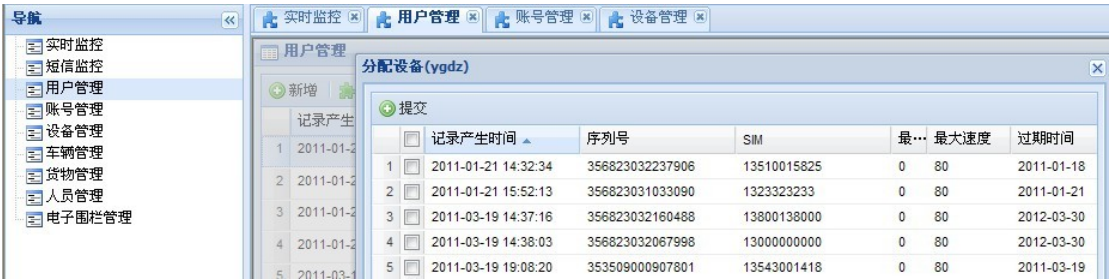 导航
实时监控
短信监控
用户管理
账号管理
设备管理
车辆管理
货物管理
人员管理
电子围栏管理
实时监控 用户管理 账号管理 设备管理
用户管理
新增
记录产生
1 2011-01-2
2 2011-01-2
3 2011-01-2
4 2011-01-2
5 2011-03-1
分配设备(ygdz)
提交
记录产生时间 序列号 SIM 最… 最大速度 过期时间
1 2011-01-21 14:32:34 356823032237906 13510015825 0 80 2011-01-18
2 2011-01-21 15:52:13 356823031033090 1323323233 0 80 2011-01-21
3 2011-03-19 14:37:16 356823032160488 13800138000 0 80 2012-03-30
4 2011-03-19 14:38:03 356823032067998 13000000000 0 80 2012-03-30
5 2011-03-19 19:08:20 353509000907801 13543001418 0 80 2011-03-19